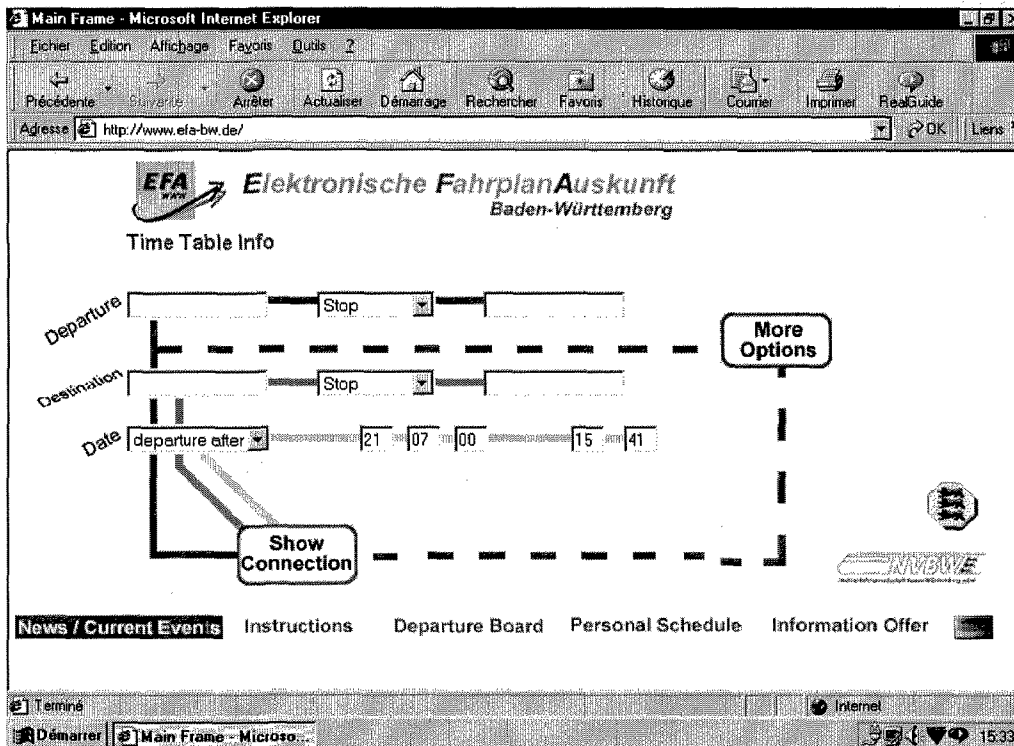 Main Frame - Microsoft Internet Explorer
Fichier Edition Affichage Favoris Outils ?
Précédente Suivante Arrêter Actualiser Démarrage Rechercher Favoris Historique Courrier Imprimer RealGuide
Adresse http://www.efa-bw.de/ OK Liens
EFA
www
Elektronische FahrplanAuskunft
Baden-Württemberg
Time Table Info
Departure Stop
More
Options
Destination Stop
Date departure after 21 07 00 15 41
Show
Connection
NVBW
News / Current Events Instructions Departure Board Personal Schedule Information Offer
Terminé Internet
Démarrer Main Frame - Microso... 15:33